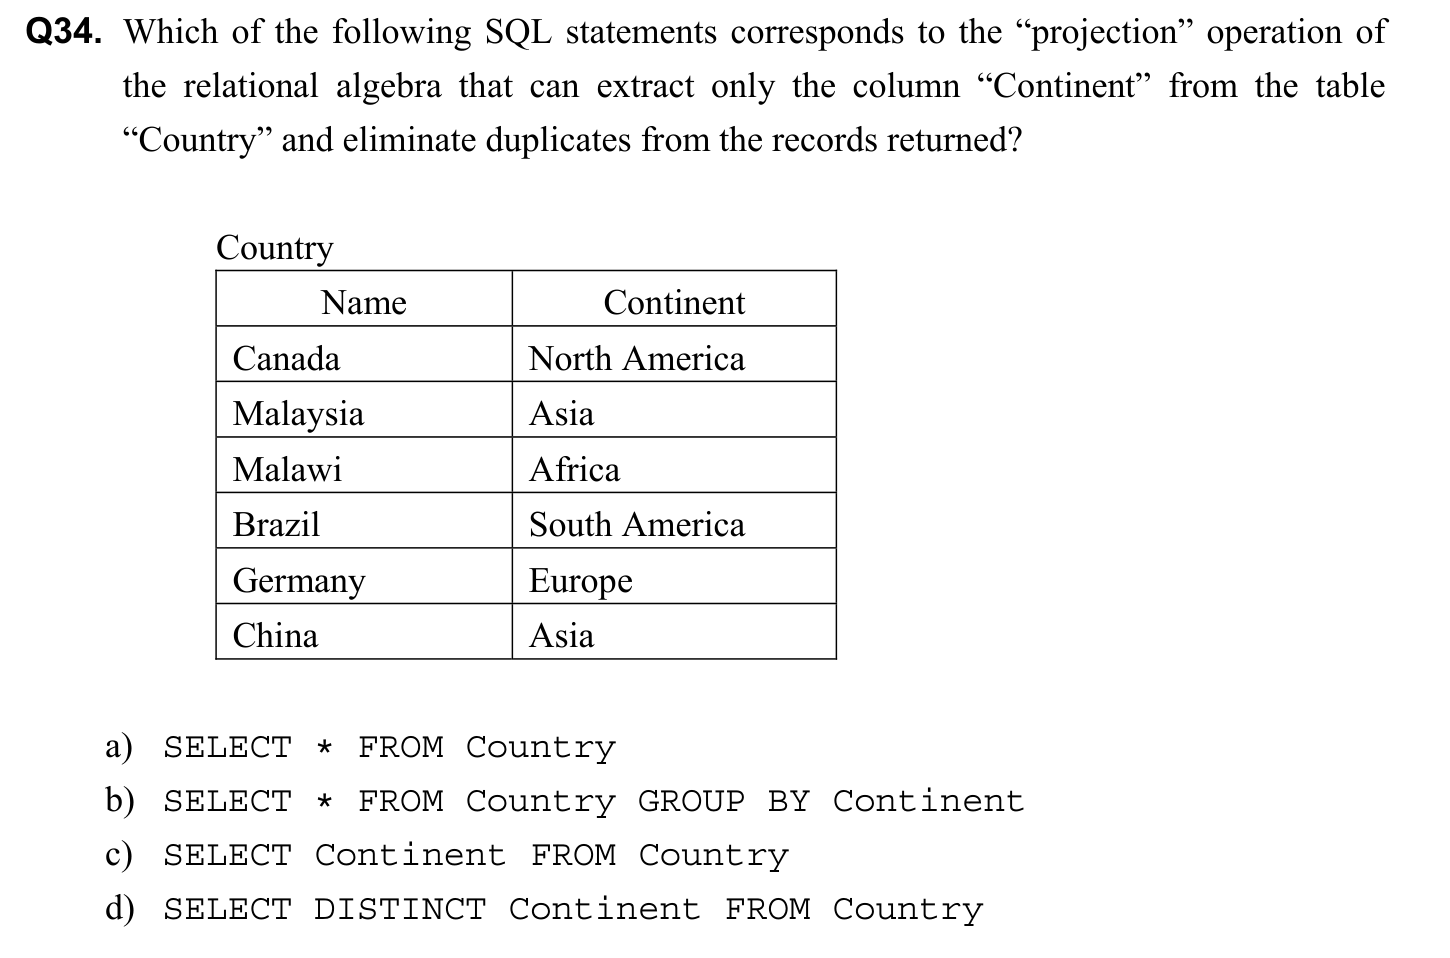 Q34. Which of the following SQL statements corresponds to the “projection” operation of
the relational algebra that can extract only the column “Continent” from the table
“Country” and eliminate duplicates from the records returned?
Country
Name Continent
Canada North America
Malaysia Asia
Malawi Africa
Brazil South America
Germany Europe
China Asia
a) SELECT * FROM Country
b) SELECT * FROM Country GROUP BY Continent
c) SELECT Continent FROM Country
d) SELECT DISTINCT Continent FROM Country